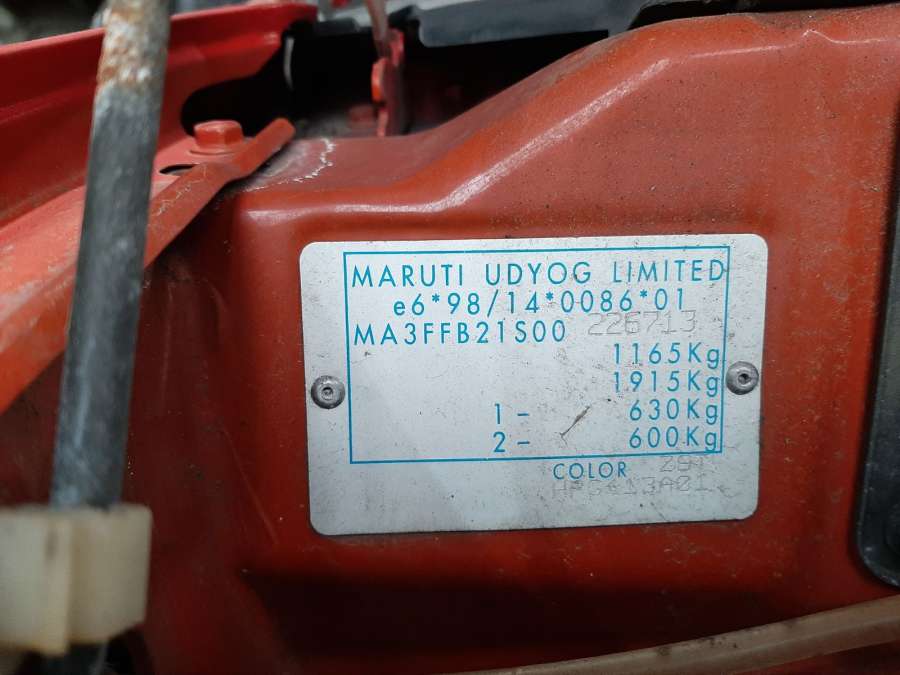 MARUTI UDYOG LIMITED
e6*98/14*0086*01
MA3FFB21S00 226713
1165Kg
1915Kg
1- 630Kg
2- 600Kg
COLOR